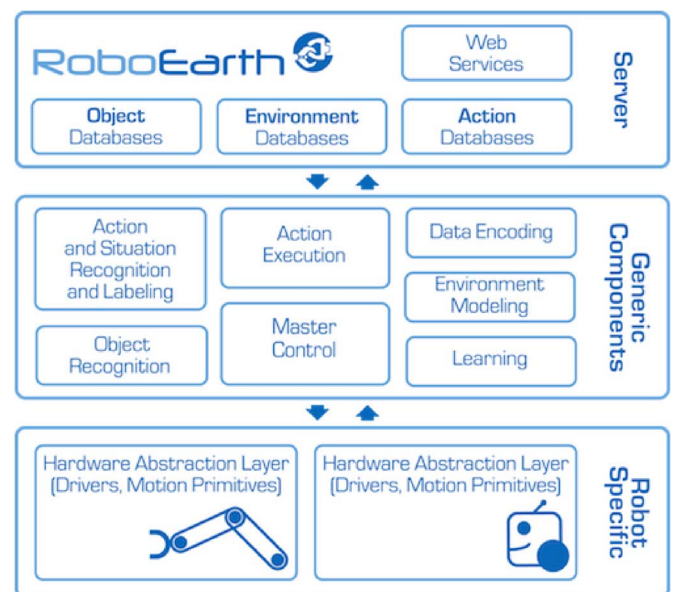 RoboEarth
Web
Services
Object
Databases
Environment
Databases
Action
Databases
Server
Action
and Situation
Recognition
and Labeling
Object
Recognition
Action
Execution
Master
Control
Data Encoding
Environment
Modeling
Learning
Generic
Components
Hardware Abstraction Layer
(Drivers, Motion Primitives)
Hardware Abstraction Layer
(Drivers, Motion Primitives)
Robot
Specific